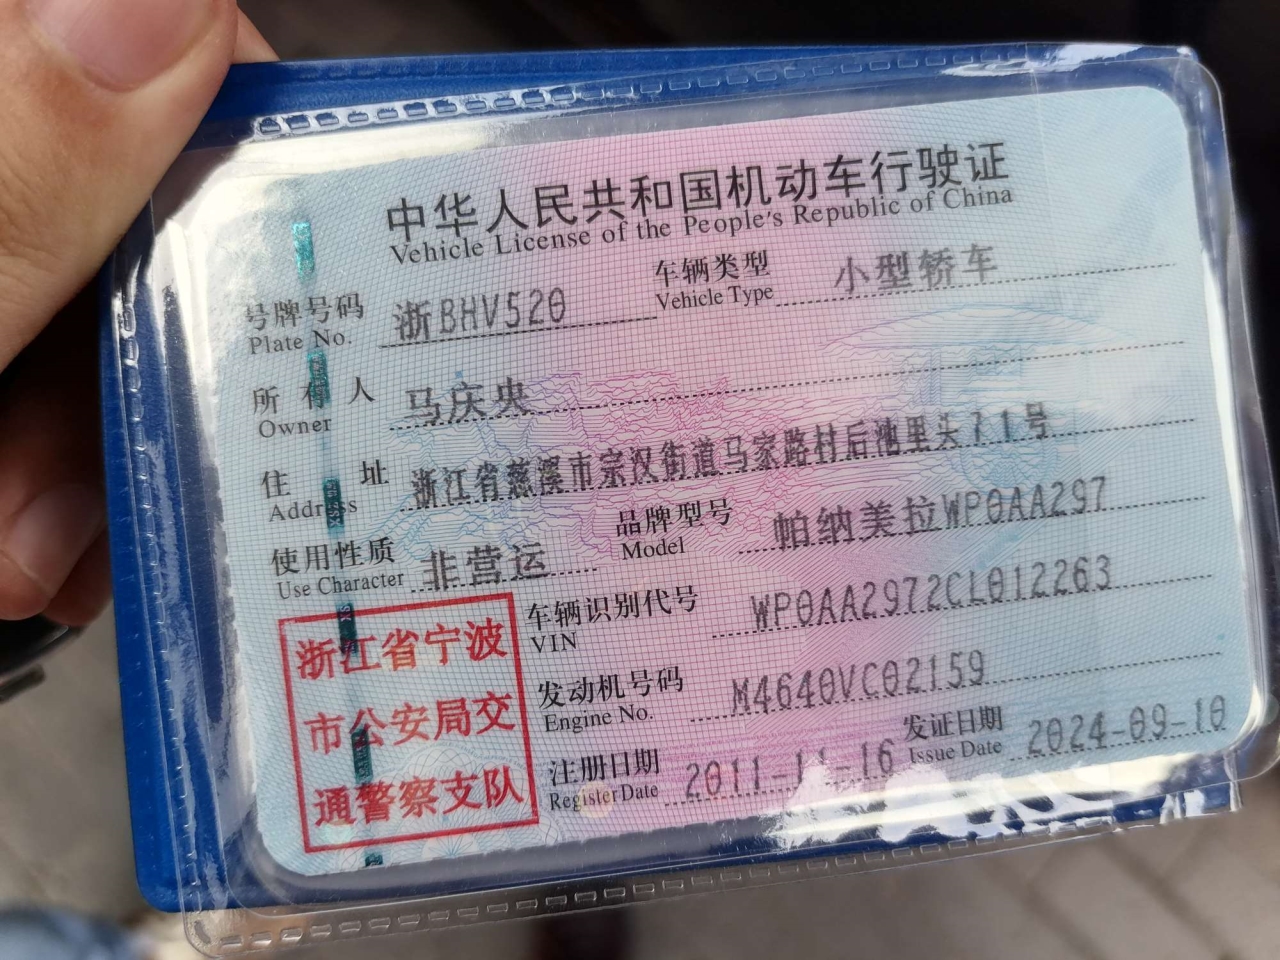 中华人民共和国机动车行驶证
Vehicle License of the People's Republic of China
号牌号码 浙BHV520 车辆类型 小型轿车
Plate No. Vehicle Type
所有人 马庆央
Owner
住址 浙江省慈溪市宗汉街道马家路村后池里头71号
Address
使用性质 非营运 品牌型号 帕纳美拉WP0AA297
Use Character Model
车辆识别代号 WP0AA2972CL012263
VIN
发动机号码 M4640VC02159
Engine No.
注册日期 2011-11-16 发证日期 2024-09-10
Register Date Issue Date
浙江省宁波
市公安局交
通警察支队